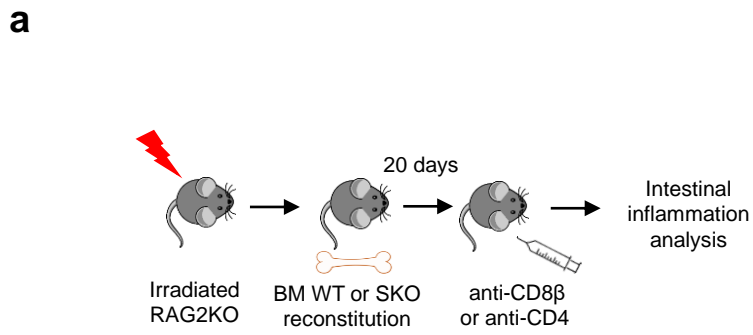 a
20 days
Intestinal
inflammation
analysis
Irradiated
RAG2KO
BM WT or SKO
reconstitution
anti-CD8β
or anti-CD4